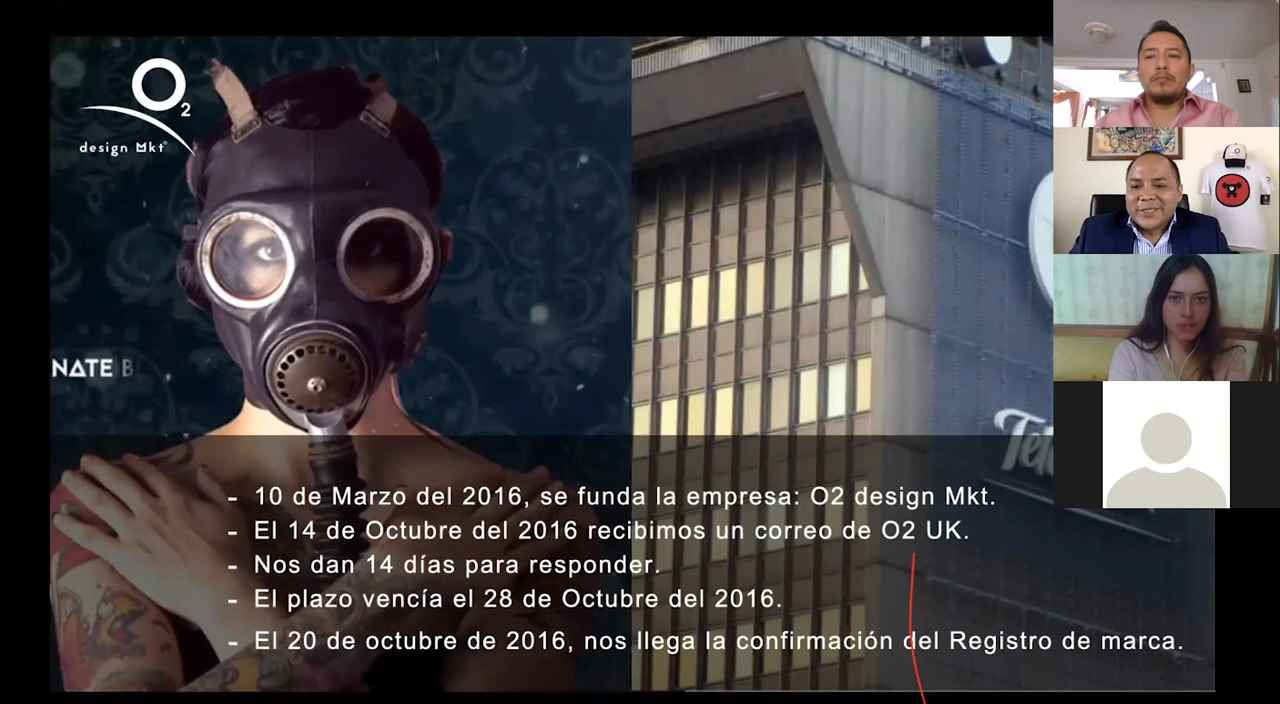 O2
design Mkt
NATE B
- 10 de Marzo del 2016, se funda la empresa: O2 design Mkt.
- El 14 de Octubre del 2016 recibimos un correo de O2 UK.
- Nos dan 14 días para responder.
- El plazo vencía el 28 de Octubre del 2016.
- El 20 de octubre de 2016, nos llega la confirmación del Registro de marca.